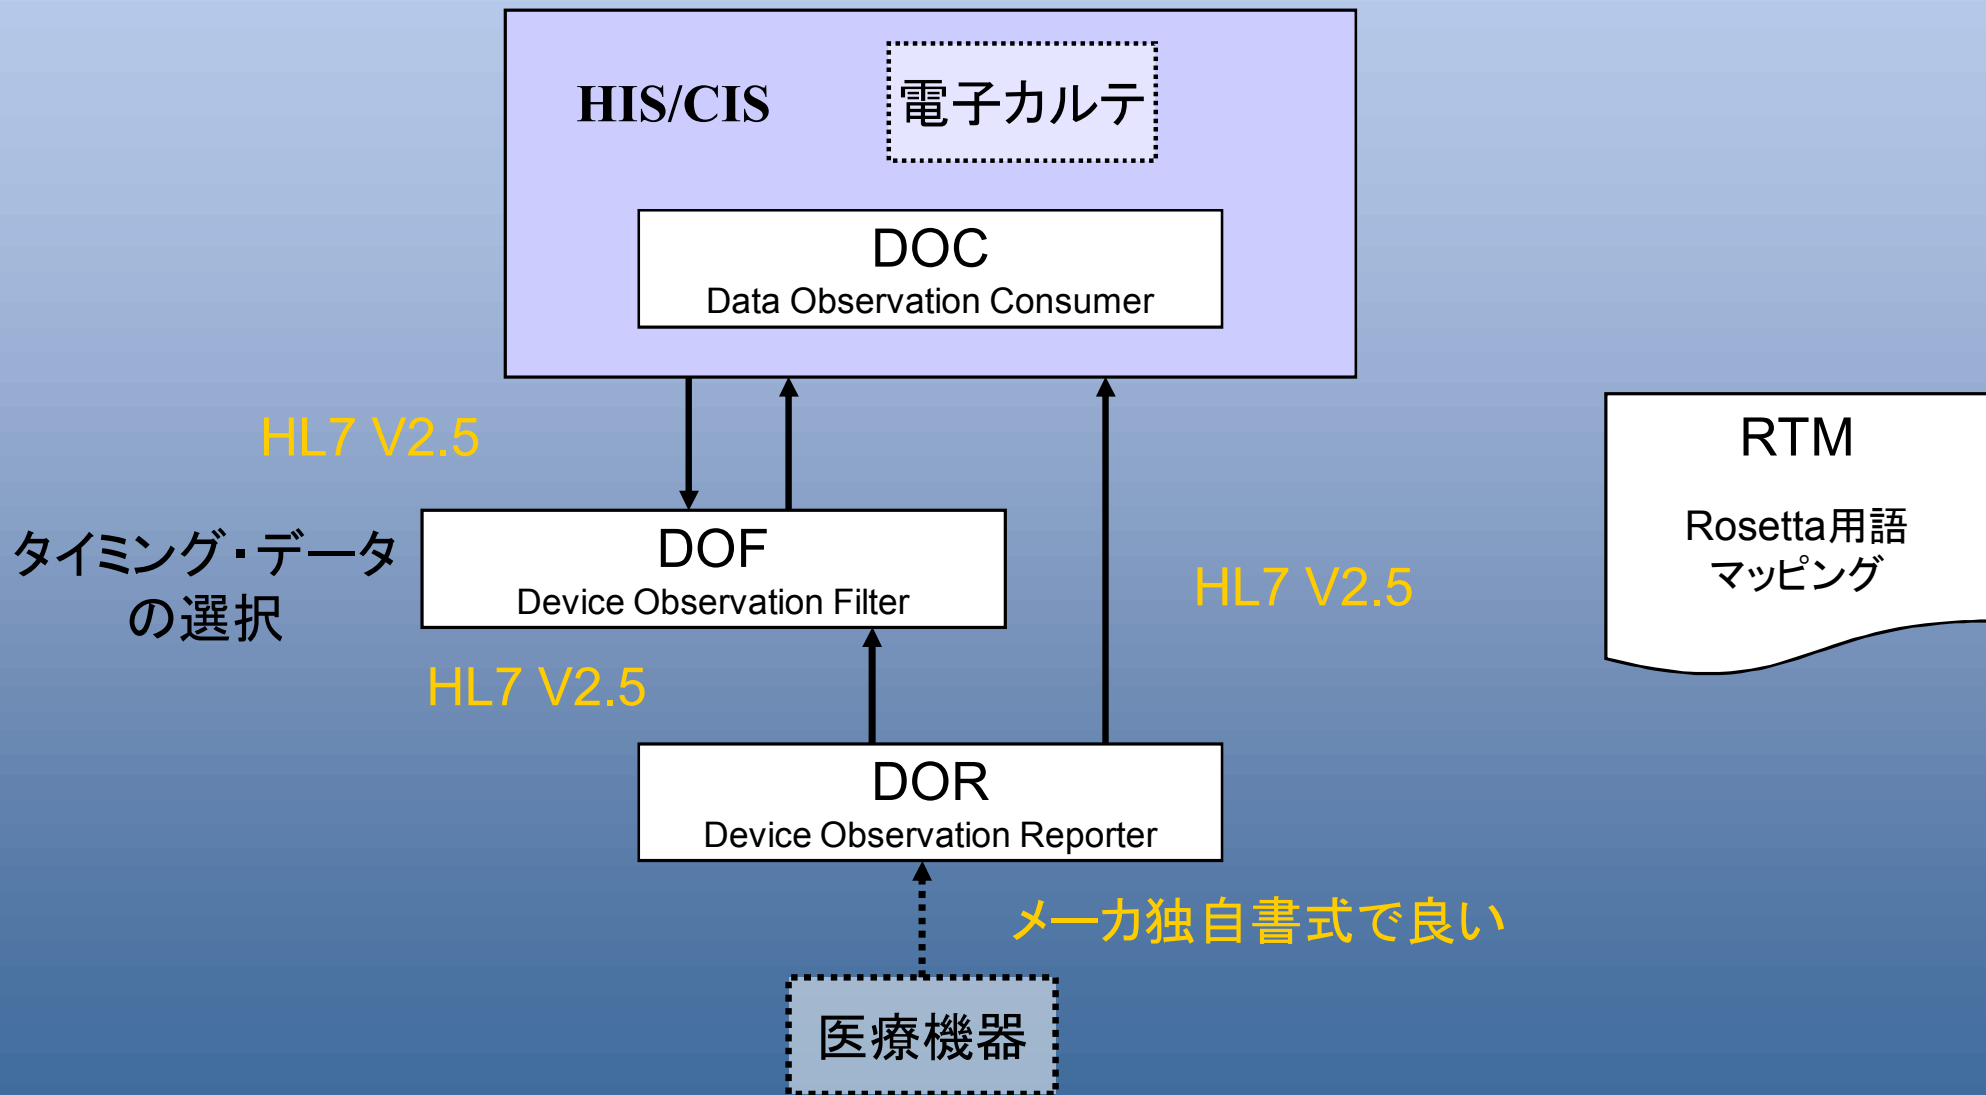 HIS/CIS
電子カルテ
DOC
Data Observation Consumer
HL7 V2.5
RTM
Rosetta用語
マッピング
タイミング・データ
の選択
DOF
Device Observation Filter
HL7 V2.5
HL7 V2.5
DOR
Device Observation Reporter
メーカ独自書式で良い
医療機器